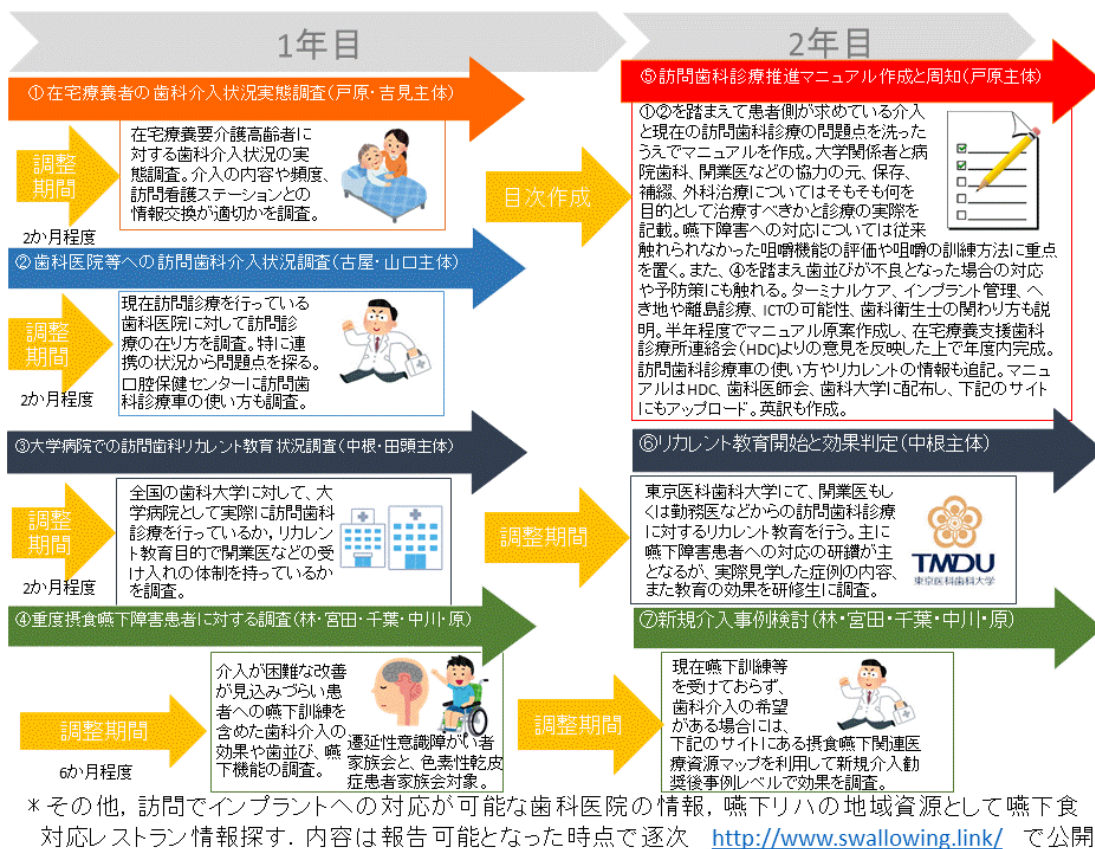 1年目
2年目
①在宅療養者の歯科介入状況実態調査(戸原・吉見主体)
調整
期間
2か月程度
在宅療養要介護高齢者に
対する歯科介入状況の実
態調査。介入の内容や頻度、
訪問看護ステーションとの
情報交換が適切かを調査。
②歯科医院等への訪問歯科介入状況調査(古屋・山口主体)
調整
期間
2か月程度
現在訪問診療を行っている
歯科医院に対して訪問診
療の在り方を調査。特に連
携の状況から問題点を探る。
口腔保健センターに訪問歯
科診療車の使い方も調査。
目次作成
⑤訪問歯科診療推進マニュアル作成と周知(戸原主体)
①②を踏まえて患者側が求めている介入
と現在の訪問歯科診療の問題点を洗った
うえでマニュアルを作成。大学関係者と病
院歯科、開業医などの協力の元、保存、
補綴、外科治療についてはそもそも何を
目的として治療すべきかと診療の実際を
記載。嚥下障害への対応については従来
触れられなかった咀嚼機能の評価や咀嚼の訓練方法に重点
を置く。また、④を踏まえ歯並びが不良となった場合の対応
や予防策にも触れる。ターミナルケア、インプラント管理、へ
き地や離島診療、ICTの可能性、歯科衛生士の関わり方も説
明。半年程度でマニュアル原案作成し、在宅療養支援歯科
診療所連絡会(HDC)よりの意見を反映した上で年度内完成。
訪問歯科診療車の使い方やリカレントの情報も追記。マニュ
アルはHDC、歯科医師会、歯科大学に配布し、下記のサイト
にもアップロード。英訳も作成。
③大学病院での訪問歯科リカレント教育状況調査(中根・田頭主体)
調整
期間
2か月程度
全国の歯科大学に対して、大
学病院として実際に訪問歯科
診療を行っているか，リカレ
ント教育目的で開業医などの受
け入れの体制を持っているか
を調査。
調整期間
⑥リカレント教育開始と効果判定(中根主体)
東京医科歯科大学にて、開業医もし
くは勤務医などからの訪問歯科診療
に対するリカレント教育を行う。主に
嚥下障害患者への対応の研鑽が主
となるが、実際見学した症例の内容、
また教育の効果を研修生に調査。
TMDU
東京医科歯科大学
④重度摂食嚥下障害患者に対する調査(林・宮田・千葉・中川・原)
調整期間
6か月程度
介入が困難な改善
が見込みづらい患
者への嚥下訓練を
含めた歯科介入の
効果や歯並び、嚥
下機能の調査。
遷延性意識障がい者
家族会と、色素性乾皮
症患者家族会対象。
調整期間
⑦新規介入事例検討(林・宮田・千葉・中川・原)
現在嚥下訓練等
を受けておらず、
歯科介入の希望
がある場合には、
下記のサイトにある摂食嚥下関連医
療資源マップを利用して新規介入勧
奨後事例レベルで効果を調査。
*その他，訪問でインプラントへの対応が可能な歯科医院の情報，嚥下リハの地域資源として嚥下食
対応レストラン情報探す．内容は報告可能となった時点で逐次 http://www.swallowing.link/ で公開